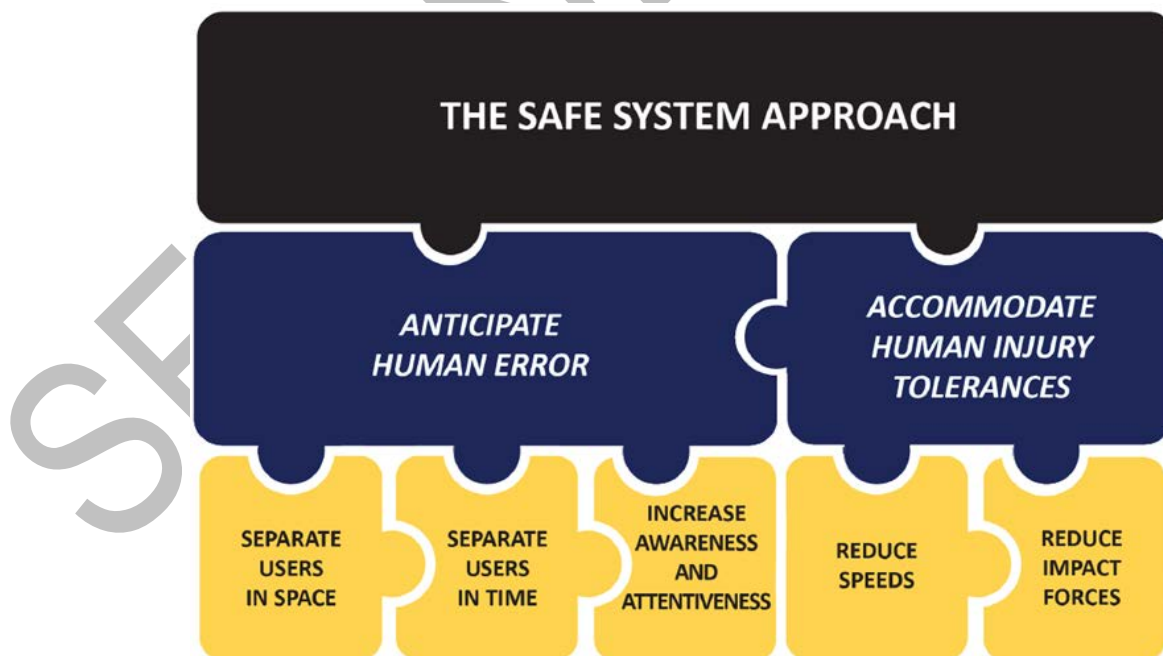 THE SAFE SYSTEM APPROACH
ANTICIPATE
HUMAN ERROR
ACCOMMODATE
HUMAN INJURY
TOLERANCES
SEPARATE
USERS
IN SPACE
SEPARATE
USERS
IN TIME
INCREASE
AWARENESS
AND
ATTENTIVENESS
REDUCE
SPEEDS
REDUCE
IMPACT
FORCES